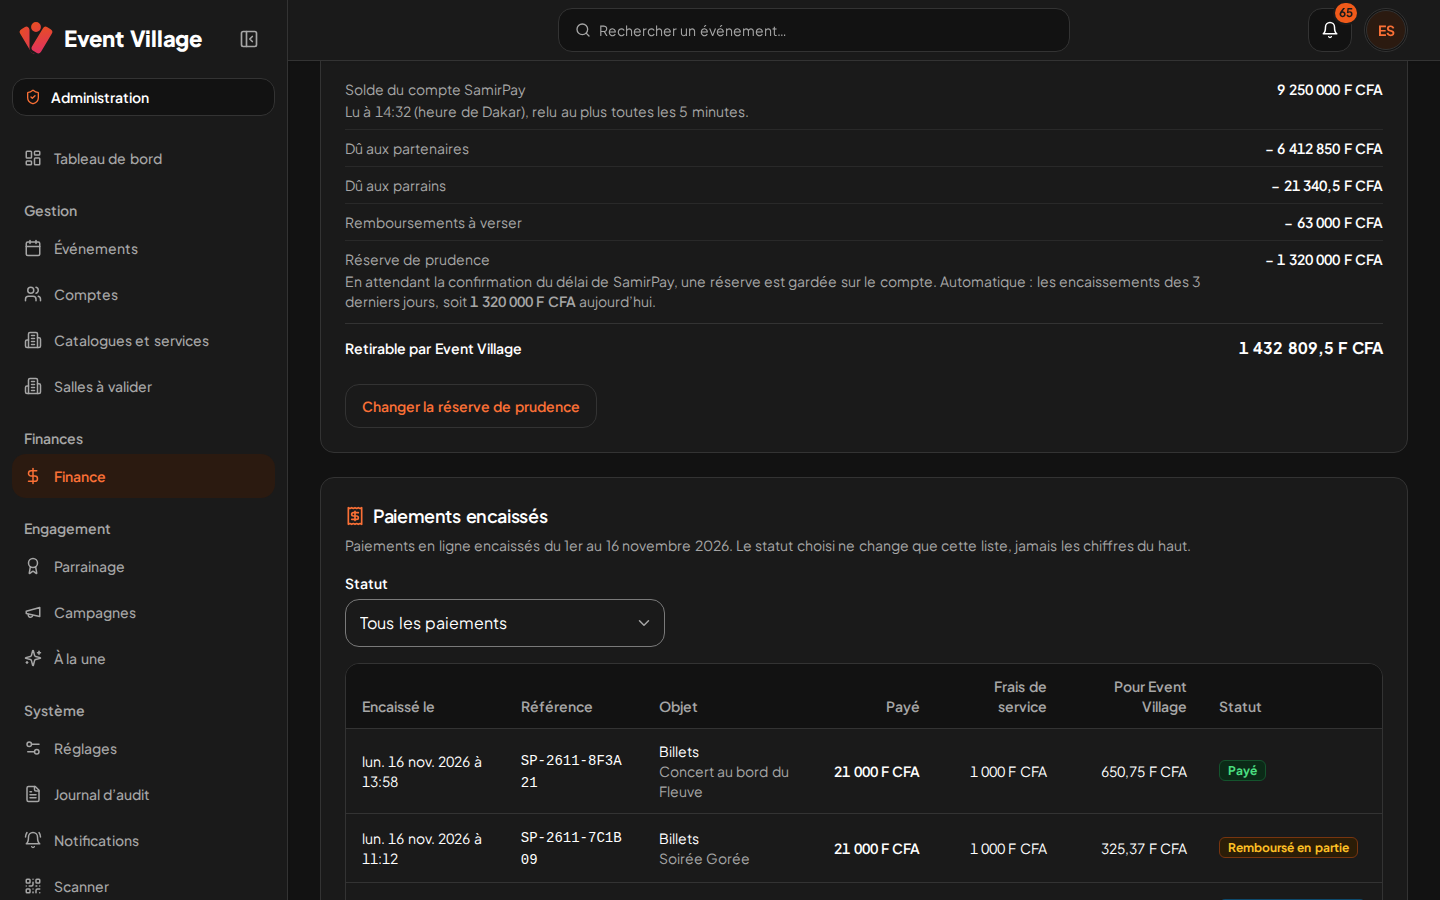 Event Village
Rechercher un événement...
65
ES
Administration
Tableau de bord
Gestion
Événements
Comptes
Catalogues et services
Salles à valider
Finances
Finance
Engagement
Parrainage
Campagnes
À la une
Système
Réglages
Journal d'audit
Notifications
Scanner
Solde du compte SamirPay
9 250 000 F CFA
Lu à 14:32 (heure de Dakar), relu au plus toutes les 5 minutes.
Dû aux partenaires
– 6 412 850 F CFA
Dû aux parrains
– 21 340,5 F CFA
Remboursements à verser
– 63 000 F CFA
Réserve de prudence
– 1 320 000 F CFA
En attendant la confirmation du délai de SamirPay, une réserve est gardée sur le compte. Automatique : les encaissements des 3
derniers jours, soit 1 320 000 F CFA aujourd'hui.
Retirable par Event Village
1 432 809,5 F CFA
Changer la réserve de prudence
Paiements encaissés
Paiements en ligne encaissés du 1er au 16 novembre 2026. Le statut choisi ne change que cette liste, jamais les chiffres du haut.
Statut
Tous les paiements
Encaissé le
Référence
Objet
Payé
Frais de
service
Pour Event
Village
Statut
lun. 16 nov. 2026 à
13:58
SP-2611-8F3A
21
Billets
Concert au bord du
Fleuve
21 000 F CFA
1 000 F CFA
650,75 F CFA
Payé
lun. 16 nov. 2026 à
11:12
SP-2611-7C1B
09
Billets
Soirée Gorée
21 000 F CFA
1 000 F CFA
325,37 F CFA
Remboursé en partie